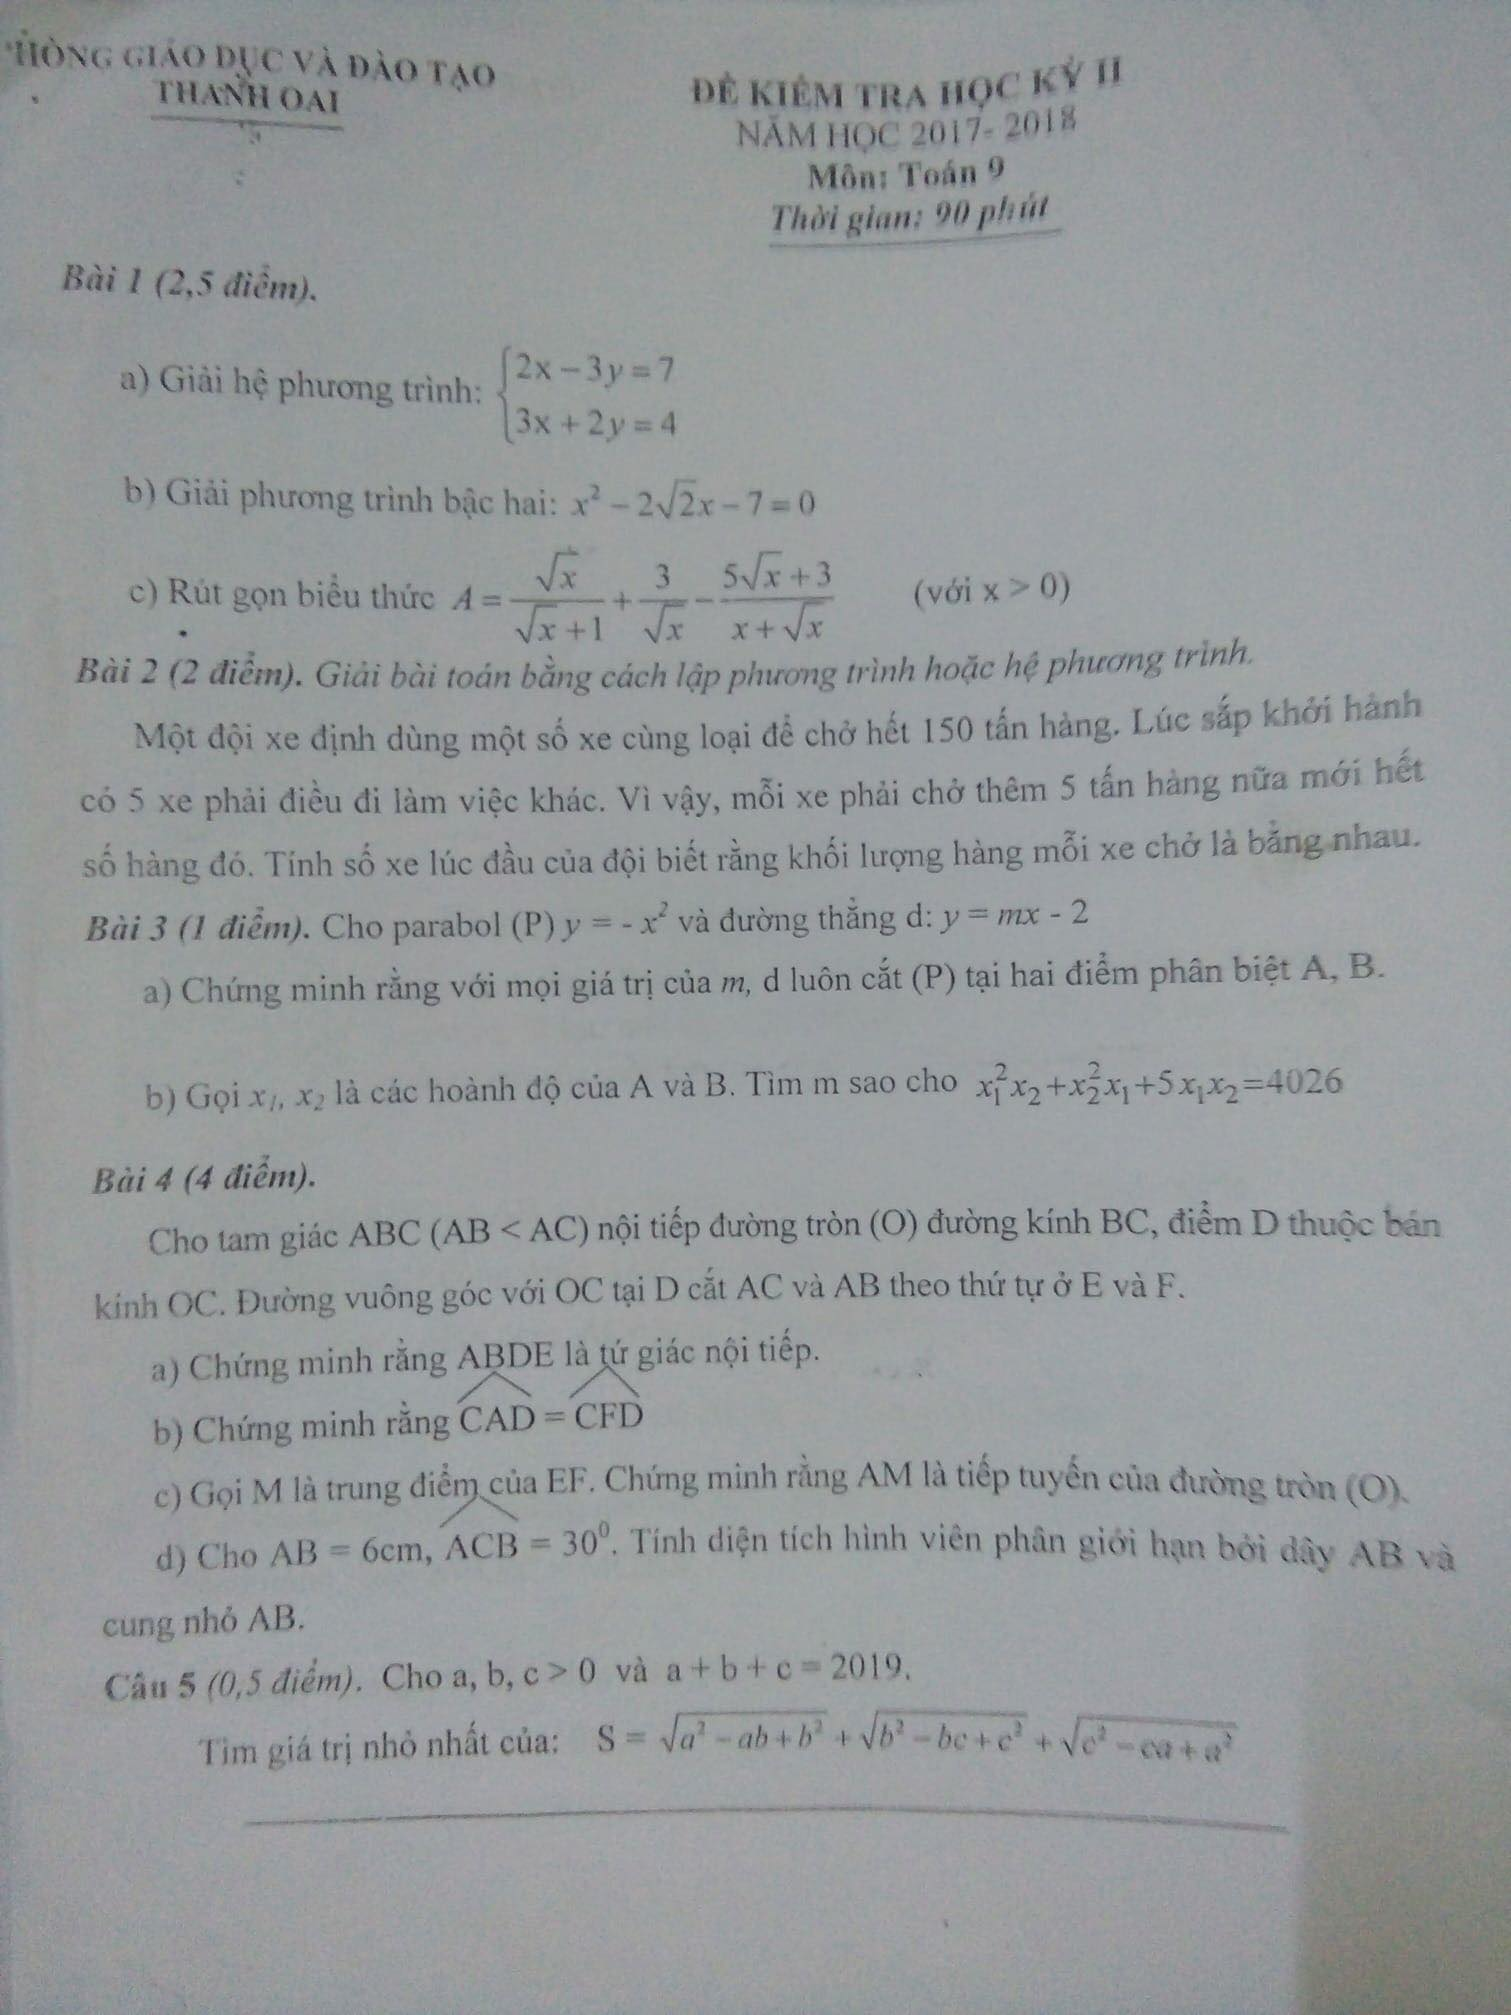 PHÒNG GIÁO DỤC VÀ ĐÀO TẠO
THANH OAI
ĐỀ KIỂM TRA HỌC KỲ II
NĂM HỌC 2017- 2018
Môn: Toán 9
Thời gian: 90 phút
Bài 1 (2,5 điểm).
a) Giải hệ phương trình: {2x − 3y = 7
3x + 2y = 4
b) Giải phương trình bậc hai: x² − 2√2x − 7 = 0
c) Rút gọn biểu thức A = √x/(√x + 1) + 3/√x − (5√x + 3)/(x + √x) (với x > 0)
Bài 2 (2 điểm). Giải bài toán bằng cách lập phương trình hoặc hệ phương trình.
Một đội xe định dùng một số xe cùng loại để chở hết 150 tấn hàng. Lúc sắp khởi hành
có 5 xe phải điều đi làm việc khác. Vì vậy, mỗi xe phải chở thêm 5 tấn hàng nữa mới hết
số hàng đó. Tính số xe lúc đầu của đội biết rằng khối lượng hàng mỗi xe chở là bằng nhau.
Bài 3 (1 điểm). Cho parabol (P) y = - x² và đường thẳng d: y = mx - 2
a) Chứng minh rằng với mọi giá trị của m, d luôn cắt (P) tại hai điểm phân biệt A, B.
b) Gọi x₁, x₂ là các hoành độ của A và B. Tìm m sao cho x₁²x₂+x₂²x₁+5x₁x₂=4026
Bài 4 (4 điểm).
Cho tam giác ABC (AB < AC) nội tiếp đường tròn (O) đường kính BC, điểm D thuộc bán
kính OC. Đường vuông góc với OC tại D cắt AC và AB theo thứ tự ở E và F.
a) Chứng minh rằng ABDE là tứ giác nội tiếp.
b) Chứng minh rằng CAD = CFD
c) Gọi M là trung điểm của EF. Chứng minh rằng AM là tiếp tuyến của đường tròn (O).
d) Cho AB = 6cm, ACB = 30⁰. Tính diện tích hình viên phân giới hạn bởi dây AB và
cung nhỏ AB.
Câu 5 (0,5 điểm). Cho a, b, c > 0 và a + b + c = 2019.
Tìm giá trị nhỏ nhất của: S = √(a² − ab + b²) + √(b² − bc + c²) + √(c² − ca + a²)